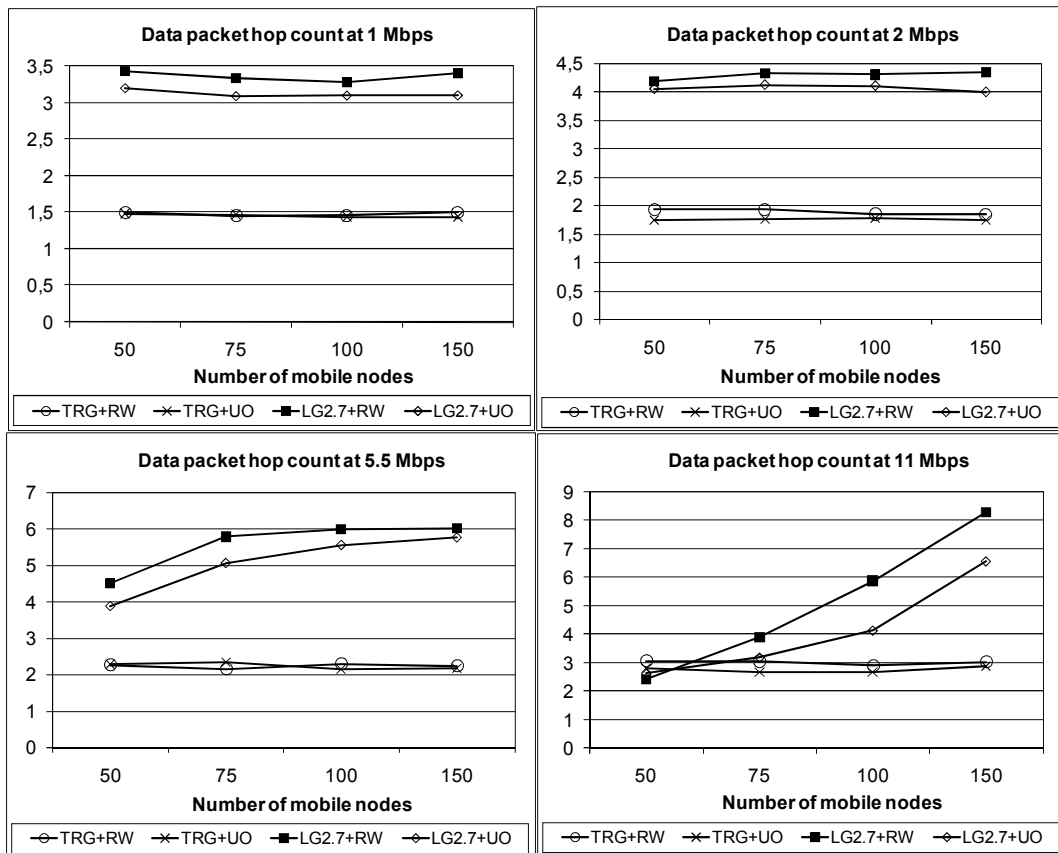 Data packet hop count at 1 Mbps
3,5
3
2,5
2
1,5
1
0,5
0
50 75 100 150
Number of mobile nodes
TRG+RW TRG+UO LG2.7+RW LG2.7+UO
Data packet hop count at 2 Mbps
4,5
4
3,5
3
2,5
2
1,5
1
0,5
0
50 75 100 150
Number of mobile nodes
TRG+RW TRG+UO LG2.7+RW LG2.7+UO
Data packet hop count at 5.5 Mbps
7
6
5
4
3
2
1
0
50 75 100 150
Number of mobile nodes
TRG+RW TRG+UO LG2.7+RW LG2.7+UO
Data packet hop count at 11 Mbps
9
8
7
6
5
4
3
2
1
0
50 75 100 150
Number of mobile nodes
TRG+RW TRG+UO LG2.7+RW LG2.7+UO